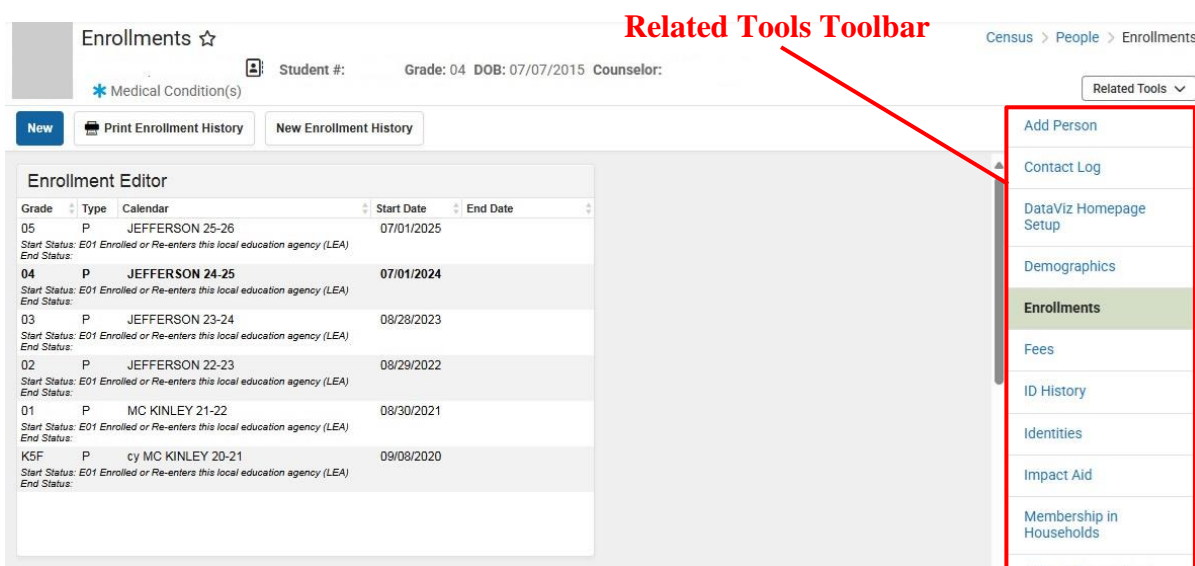 Related Tools Toolbar
Enrollments ☆
Census > People > Enrollments
Student #: Grade: 04 DOB: 07/07/2015 Counselor:
Medical Condition(s)
Related Tools
New Print Enrollment History New Enrollment History
Enrollment Editor
Grade Type Calendar Start Date End Date
05 P JEFFERSON 25-26 07/01/2025
Start Status: E01 Enrolled or Re-enters this local education agency (LEA)
End Status:
04 P JEFFERSON 24-25 07/01/2024
Start Status: E01 Enrolled or Re-enters this local education agency (LEA)
End Status:
03 P JEFFERSON 23-24 08/28/2023
Start Status: E01 Enrolled or Re-enters this local education agency (LEA)
End Status:
02 P JEFFERSON 22-23 08/29/2022
Start Status: E01 Enrolled or Re-enters this local education agency (LEA)
End Status:
01 P MC KINLEY 21-22 08/30/2021
Start Status: E01 Enrolled or Re-enters this local education agency (LEA)
End Status:
K5F P cy MC KINLEY 20-21 09/08/2020
Start Status: E01 Enrolled or Re-enters this local education agency (LEA)
End Status:
Add Person
Contact Log
DataViz Homepage
Setup
Demographics
Enrollments
Fees
ID History
Identities
Impact Aid
Membership in
Households